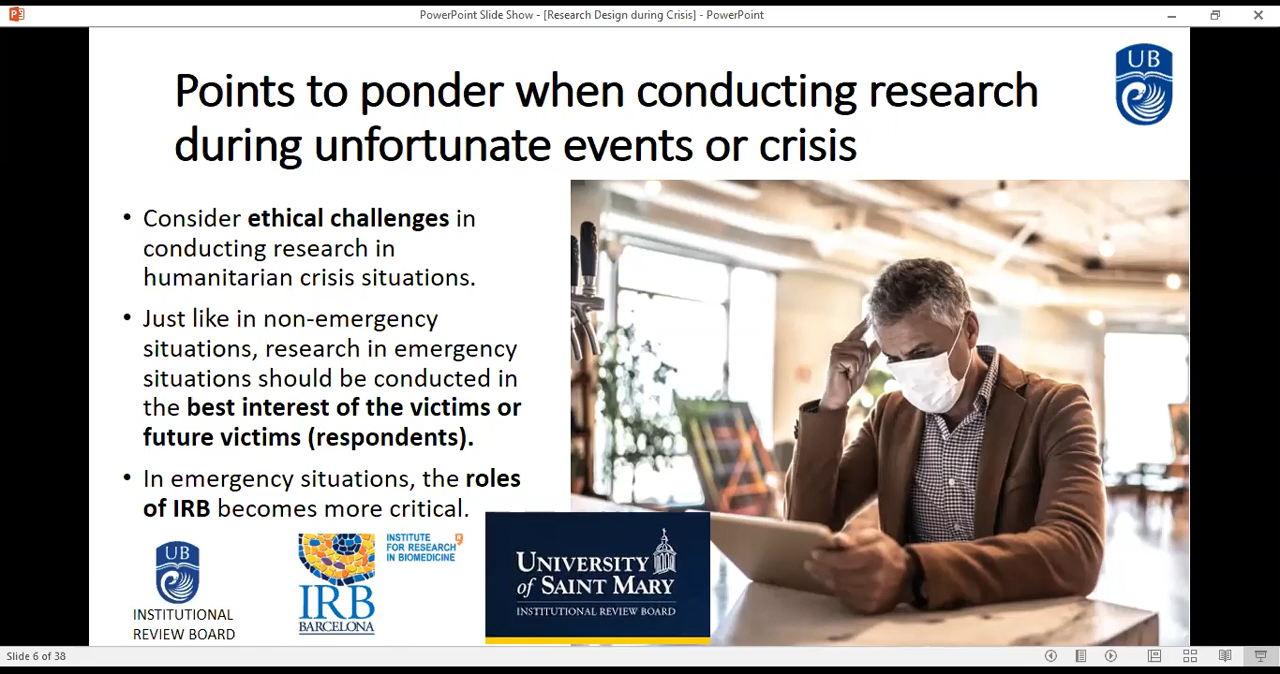 PowerPoint Slide Show - [Research Design during Crisis] - PowerPoint
UB
Points to ponder when conducting research
during unfortunate events or crisis
• Consider ethical challenges in
conducting research in
humanitarian crisis situations.
• Just like in non-emergency
situations, research in emergency
situations should be conducted in
the best interest of the victims or
future victims (respondents).
• In emergency situations, the roles
of IRB becomes more critical.
UB
INSTITUTIONAL
REVIEW BOARD
INSTITUTE
FOR RESEARCH
IN BIOMEDICINE
IRB
BARCELONA
UNIVERSITY
of SAINT MARY
INSTITUTIONAL REVIEW BOARD
Slide 6 of 38